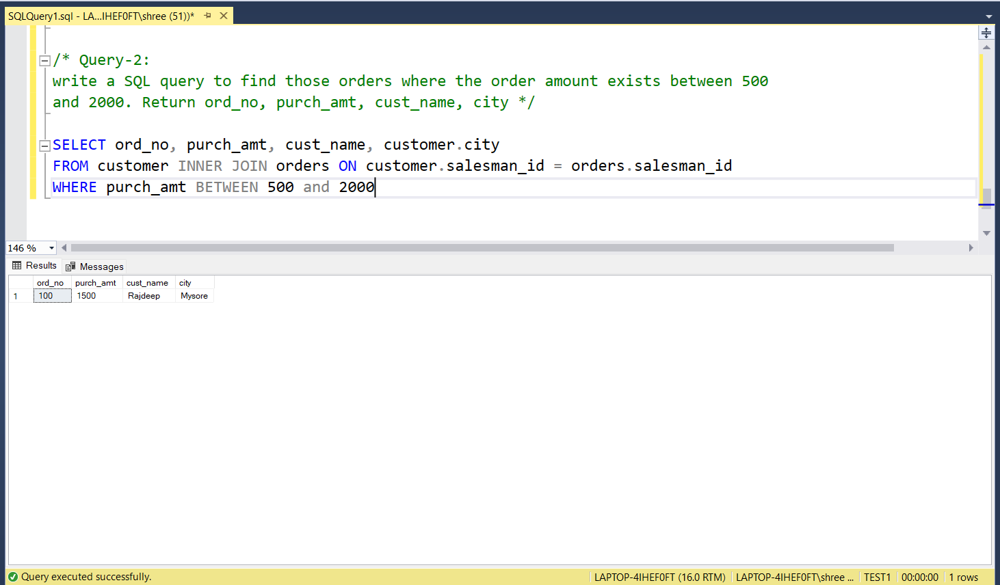 SQLQuery1.sql - LA...IHEF0FT\shree (51))*
/* Query-2:
write a SQL query to find those orders where the order amount exists between 500
and 2000. Return ord_no, purch_amt, cust_name, city */
SELECT ord_no, purch_amt, cust_name, customer.city
FROM customer INNER JOIN orders ON customer.salesman_id = orders.salesman_id
WHERE purch_amt BETWEEN 500 and 2000
146 %
Results Messages
ord_no purch_amt cust_name city
1 100 1500 Rajdeep Mysore
Query executed successfully. LAPTOP-4IHEF0FT (16.0 RTM) LAPTOP-4IHEF0FT\shree ... TEST1 00:00:00 1 rows